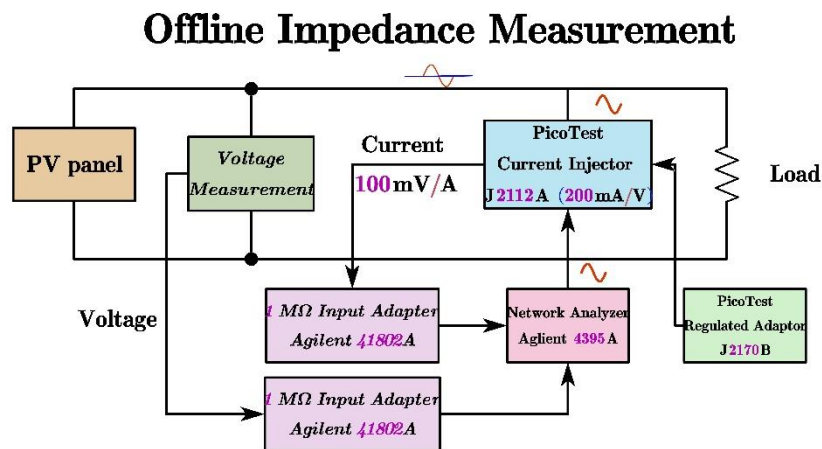 Offline Impedance Measurement
PV panel
Voltage
Measurement
Current
100mV/A
PicoTest
Current Injector
J2112A (200mA/V)
Load
Voltage
1 MΩ Input Adapter
Agilent 41802A
Network Analyzer
Aglient 4395A
PicoTest
Regulated Adaptor
J2170B
1 MΩ Input Adapter
Agilent 41802A